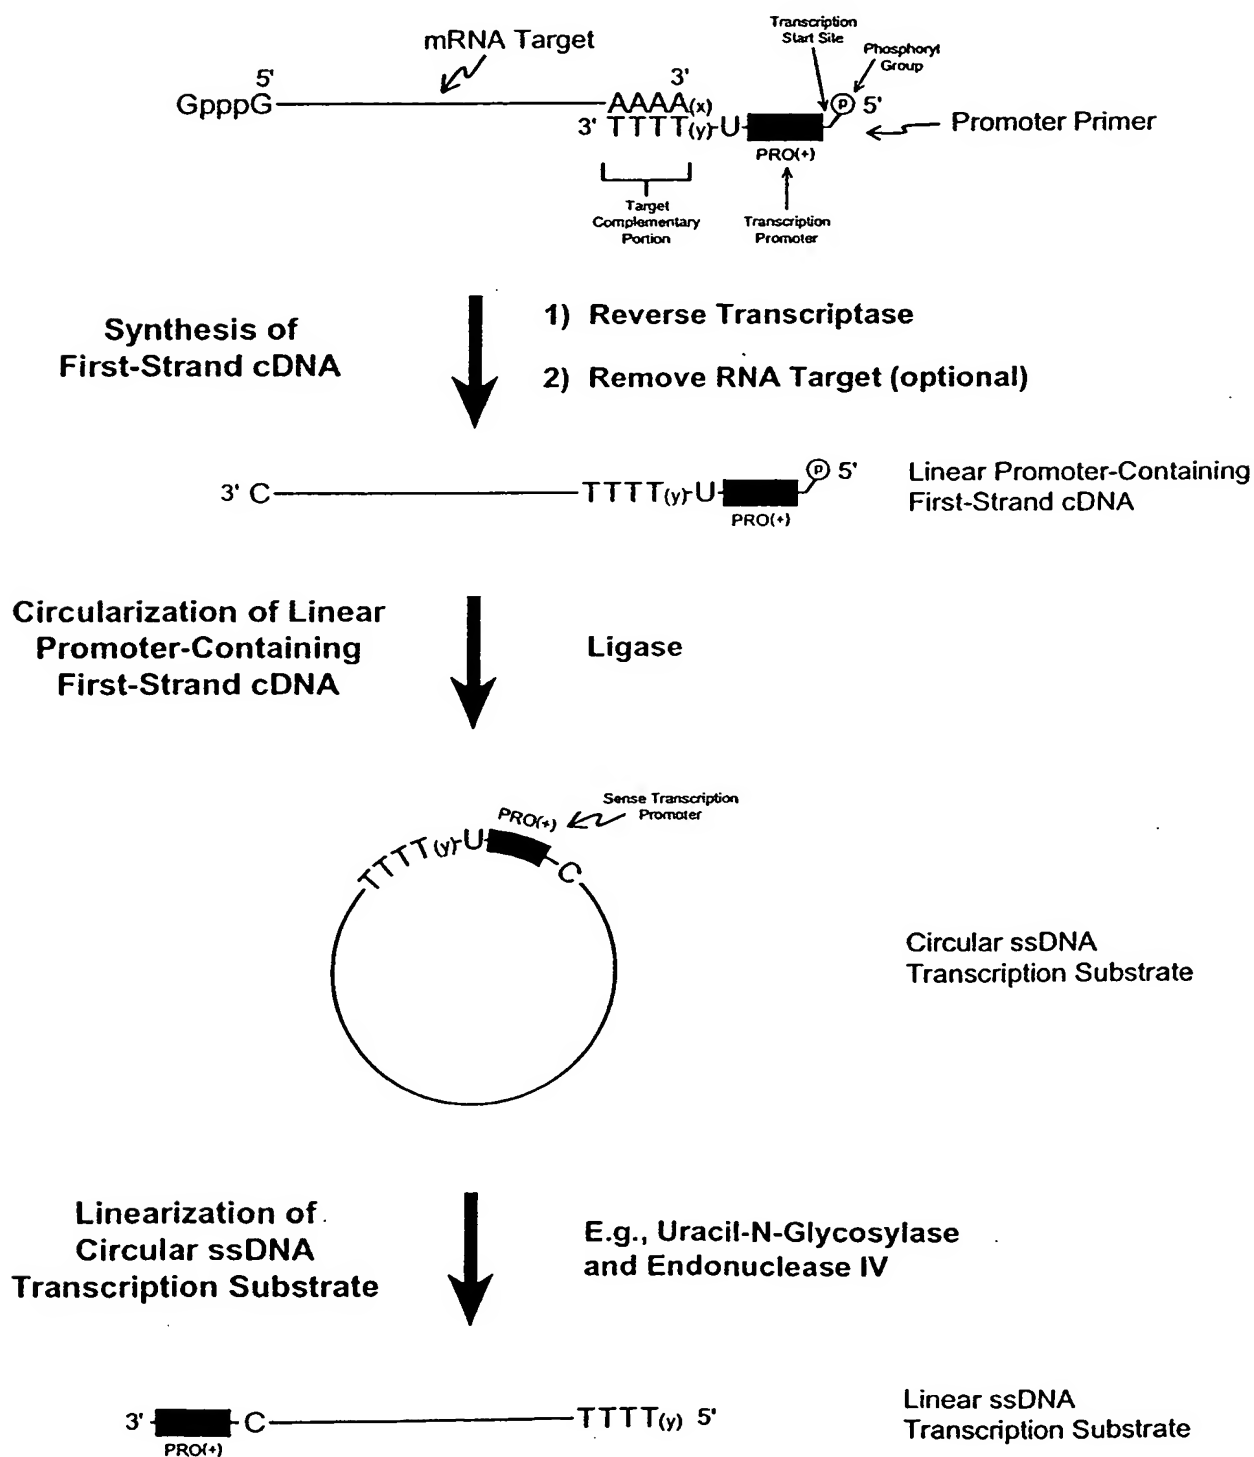 mRNA Target
Transcription
Start Site
Phosphoryl
Group
5'
3'
GpppG
AAAA(x)
P 5'
3' TTTT(y)-U
Promoter Primer
PRO(+)
Target
Complementary
Portion
Transcription
Promoter
Synthesis of
First-Strand cDNA
1) Reverse Transcriptase
2) Remove RNA Target (optional)
3' C
TTTT(y)-U
PRO(+)
P 5'
Linear Promoter-Containing
First-Strand cDNA
Circularization of Linear
Promoter-Containing
First-Strand cDNA
Ligase
TTTT(y)-U
PRO(+)
C
Sense Transcription
Promoter
Circular ssDNA
Transcription Substrate
Linearization of
Circular ssDNA
Transcription Substrate
E.g., Uracil-N-Glycosylase
and Endonuclease IV
3'
PRO(+)
C
TTTT(y) 5'
Linear ssDNA
Transcription Substrate